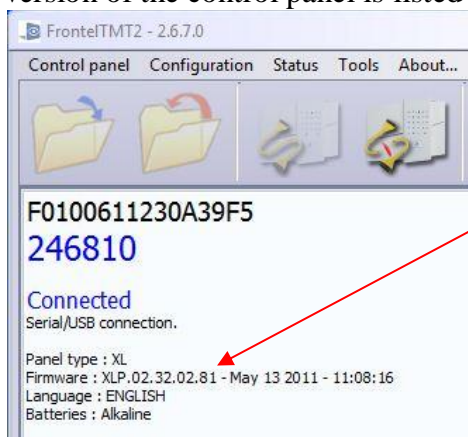 version of the control panel is listed
FrontelTMT2 - 2.6.7.0
Control panel Configuration Status Tools About...
F0100611230A39F5
246810
Connected
Serial/USB connection.
Panel type : XL
Firmware : XLP.02.32.02.81 - May 13 2011 - 11:08:16
Language : ENGLISH
Batteries : Alkaline